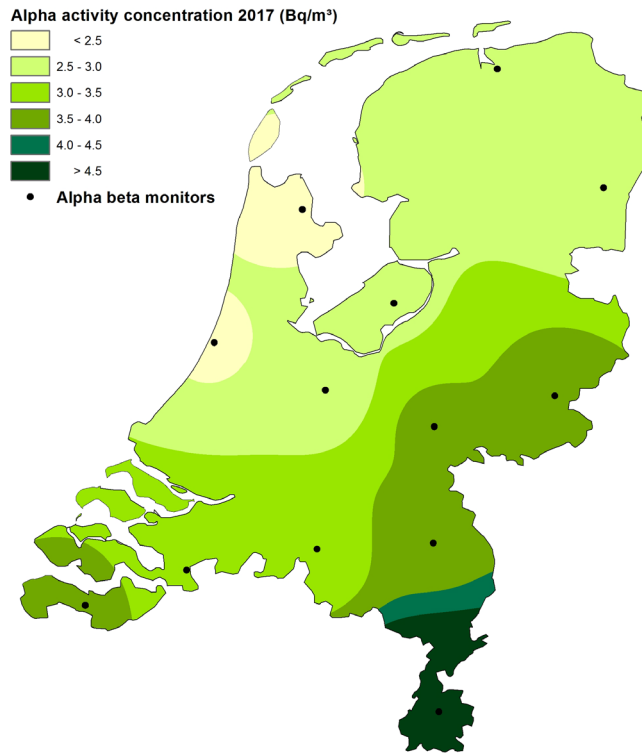 Alpha activity concentration 2017 (Bq/m³)
< 2.5
2.5 - 3.0
3.0 - 3.5
3.5 - 4.0
4.0 - 4.5
> 4.5
Alpha beta monitors